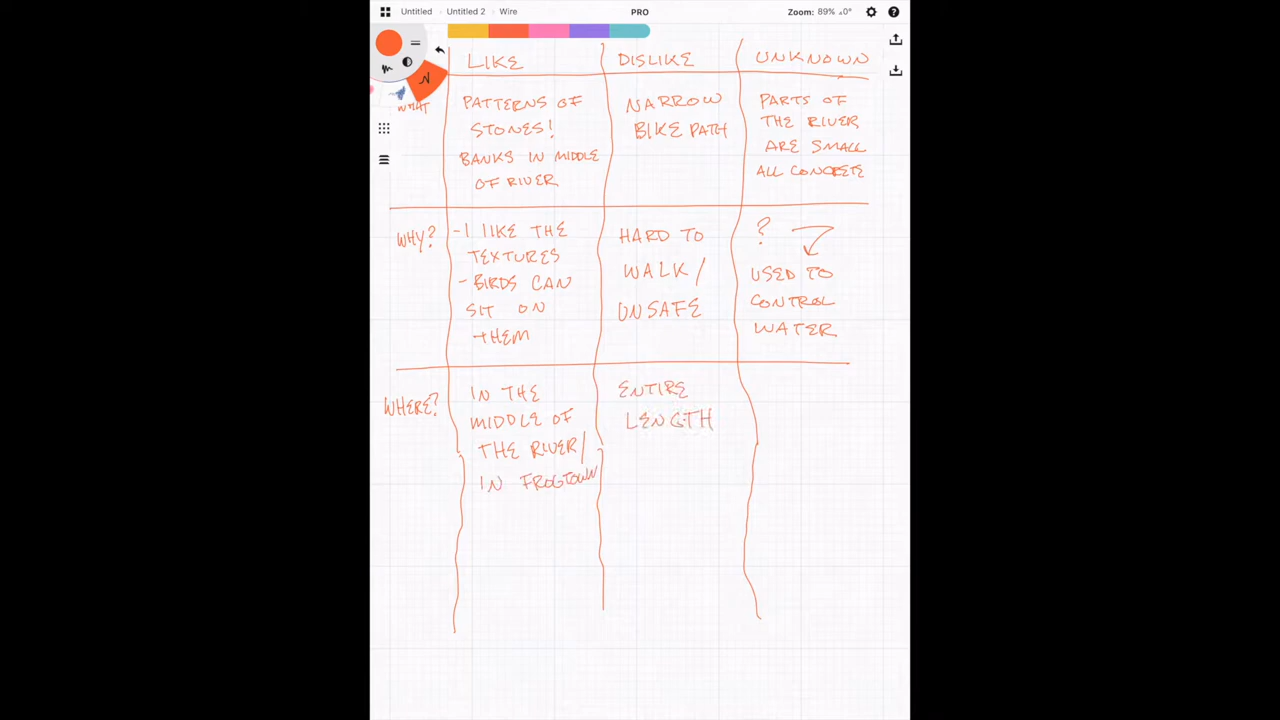 Untitled
Untitled 2
Wire
PRO
Zoom: 89% ⊿0°
LIKE
DISLIKE
UNKNOWN
WHAT
PATTERNS OF
STONES!
BANKS IN MIDDLE
OF RIVER
NARROW
BIKE PATH
PARTS OF
THE RIVER
ARE SMALL
ALL CONCRETE
WHY?
- I LIKE THE
TEXTURES
- BIRDS CAN
SIT ON
THEM
HARD TO
WALK/
UNSAFE
?
USED TO
CONTROL
WATER
WHERE?
IN THE
MIDDLE OF
THE RIVER/
IN FROGTOWN
ENTIRE
LENGTH